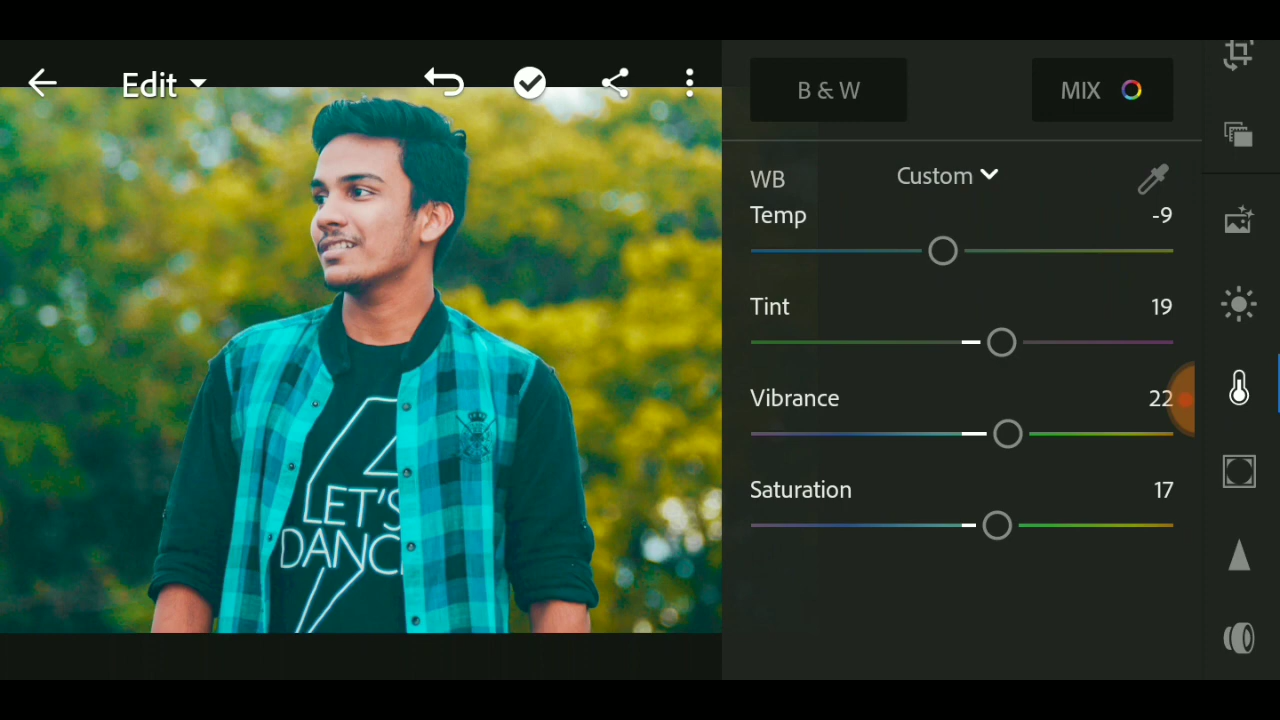 Edit
B & W
MIX
WB
Custom
Temp
-9
Tint
19
Vibrance
22
Saturation
17
LET'S
DANC